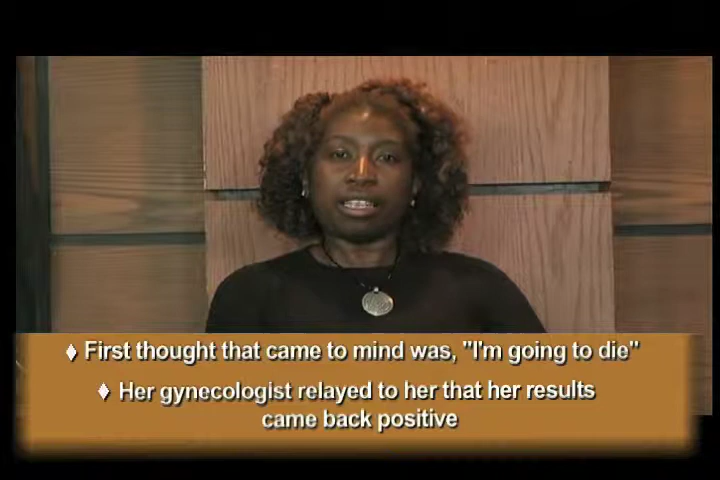 ♦ First thought that came to mind was, "I'm going to die"
♦ Her gynecologist relayed to her that her results
came back positive